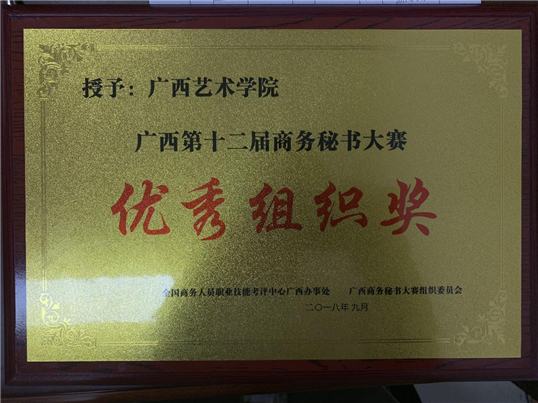 授予：广西艺术学院
广西第十二届商务秘书大赛
优秀组织奖
全国商务人员职业技能考评中心广西办事处 广西商务秘书大赛组织委员会
二〇一八年九月